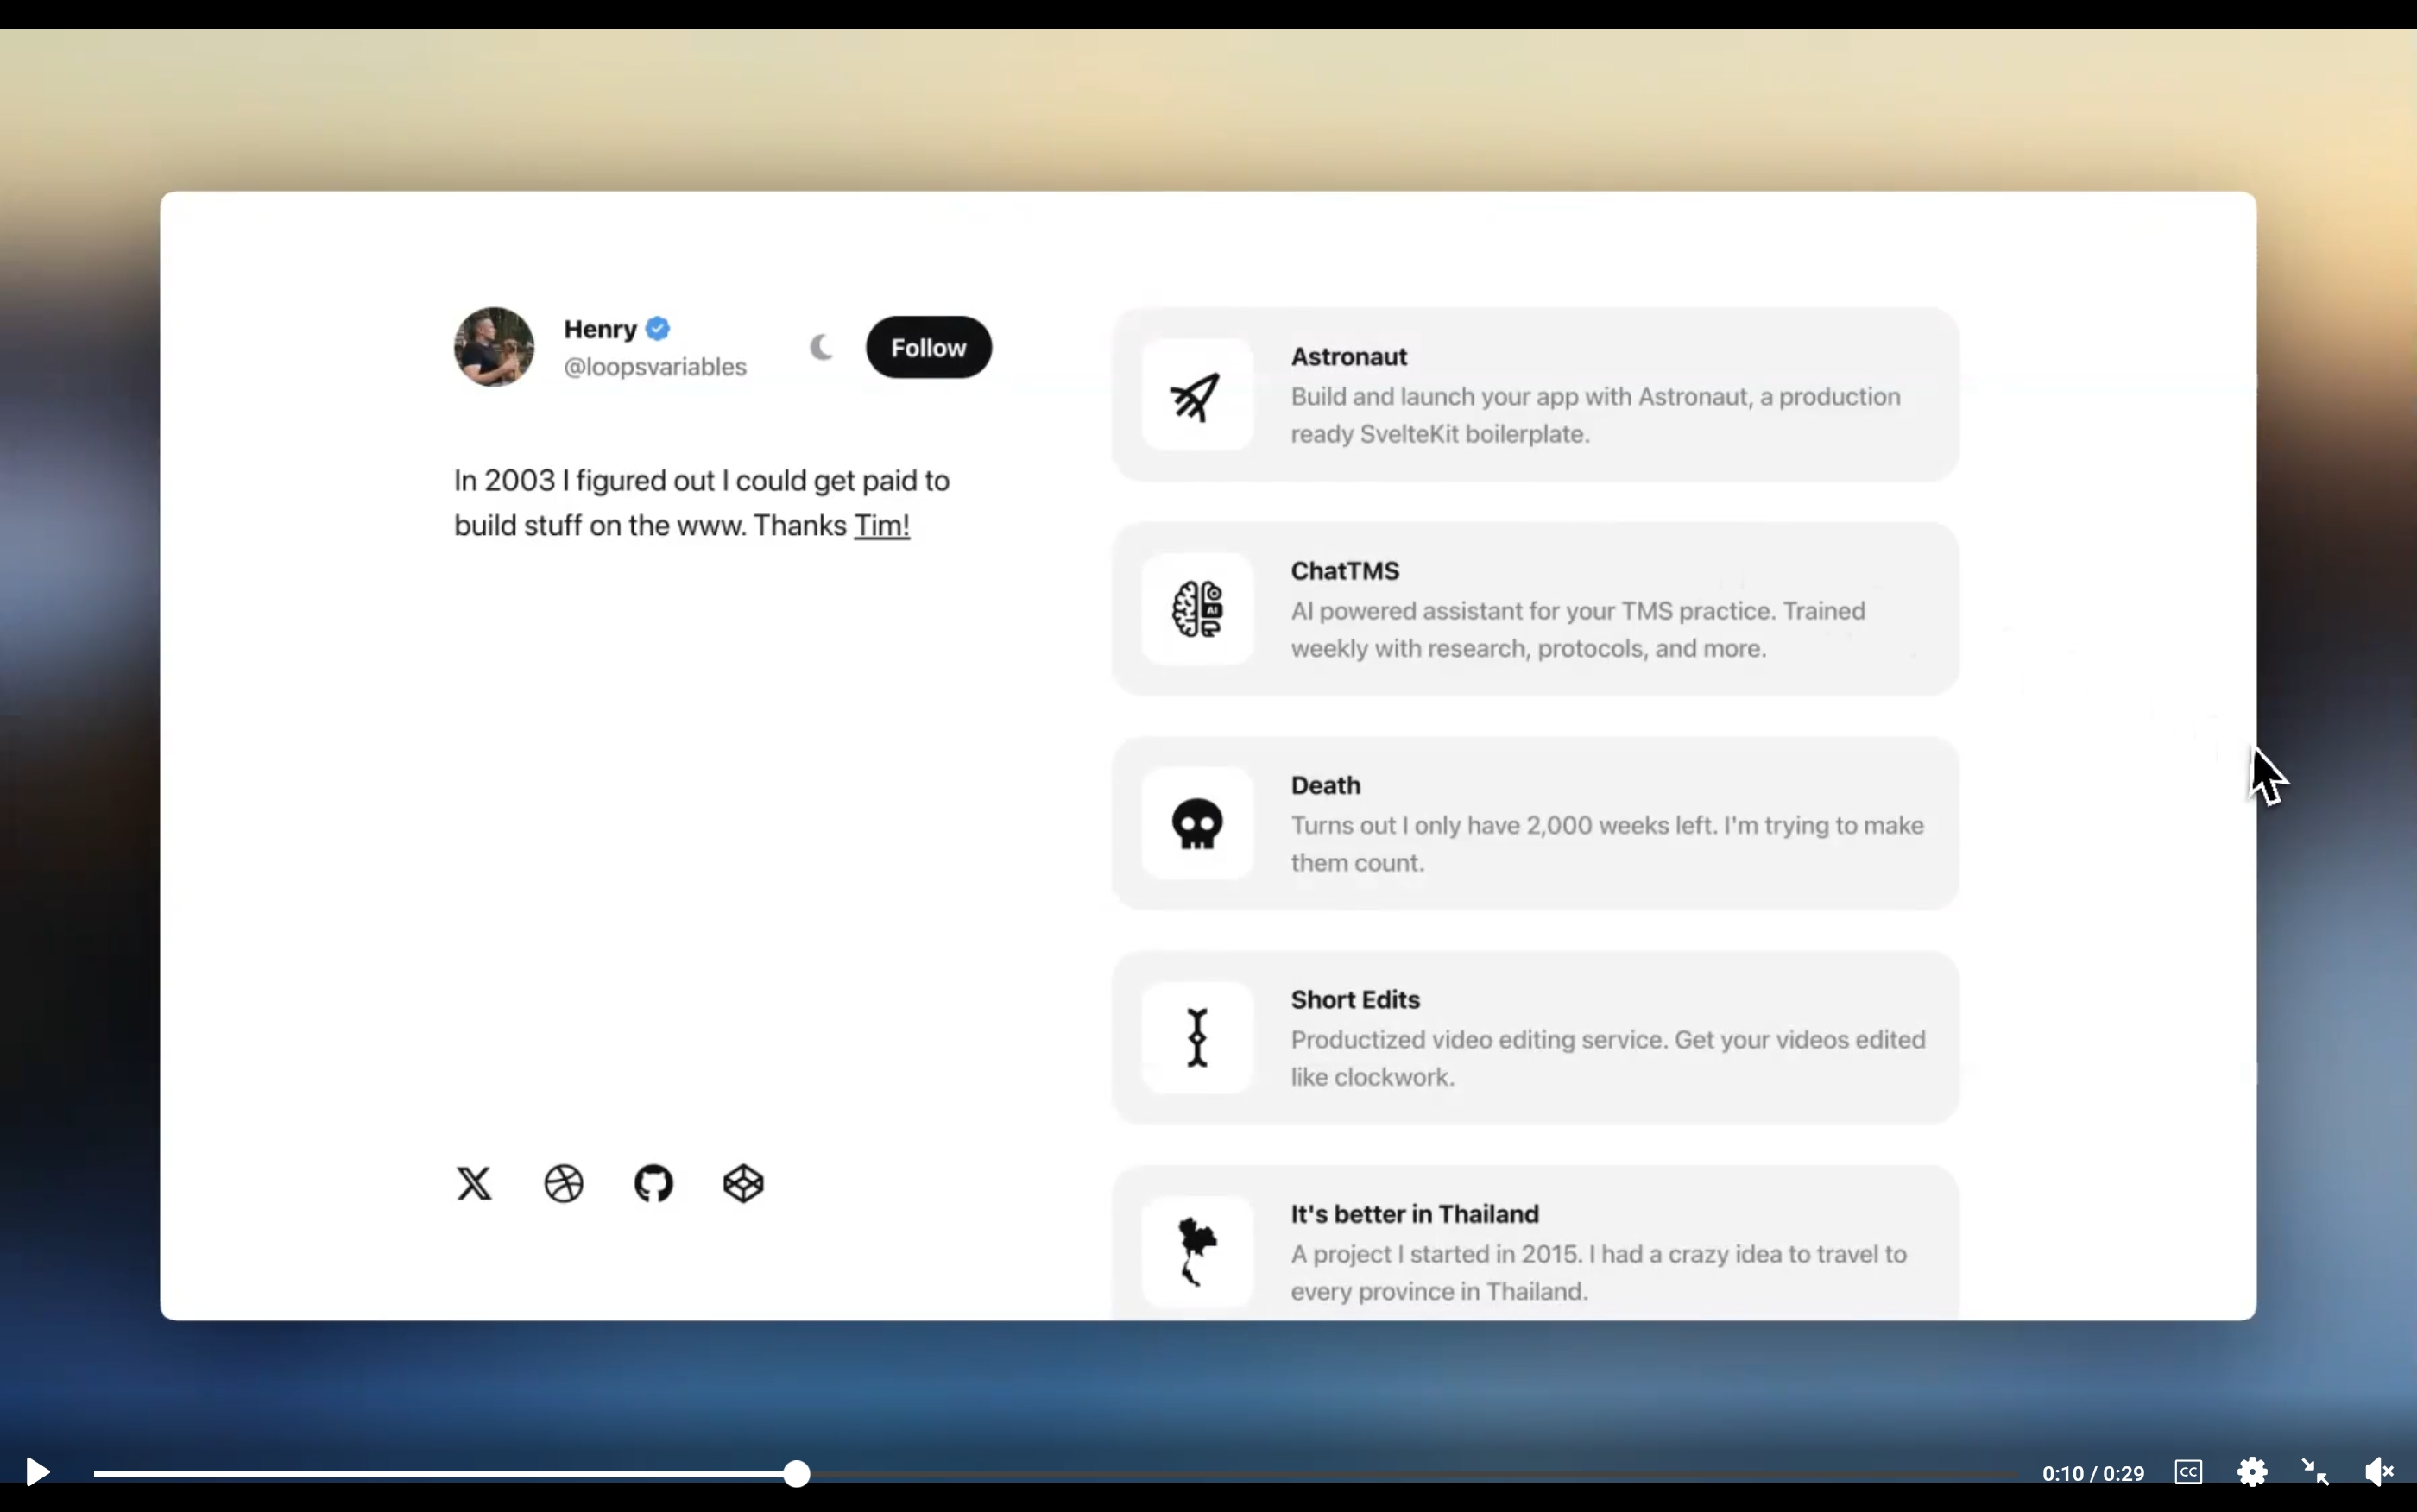 Henry
@loopsvariables
Follow
In 2003 I figured out I could get paid to
build stuff on the www. Thanks Tim!
Astronaut
Build and launch your app with Astronaut, a production
ready SvelteKit boilerplate.
ChatTMS
AI powered assistant for your TMS practice. Trained
weekly with research, protocols, and more.
AI
Death
Turns out I only have 2,000 weeks left. I'm trying to make
them count.
Short Edits
Productized video editing service. Get your videos edited
like clockwork.
It's better in Thailand
A project I started in 2015. I had a crazy idea to travel to
every province in Thailand.
0:10 / 0:29
CC